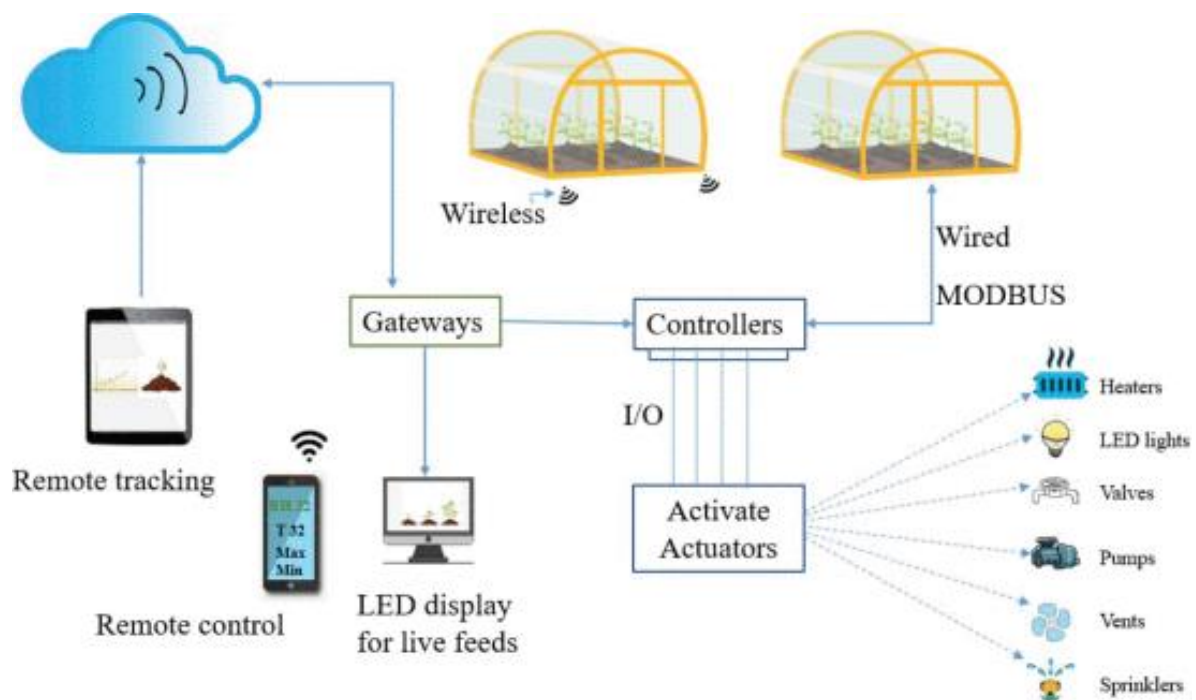 Wireless
Wired
MODBUS
Gateways
Controllers
I/O
Heaters
LED lights
Valves
Pumps
Vents
Sprinklers
Activate
Actuators
Remote tracking
T 32
Max
Min
Remote control
LED display
for live feeds